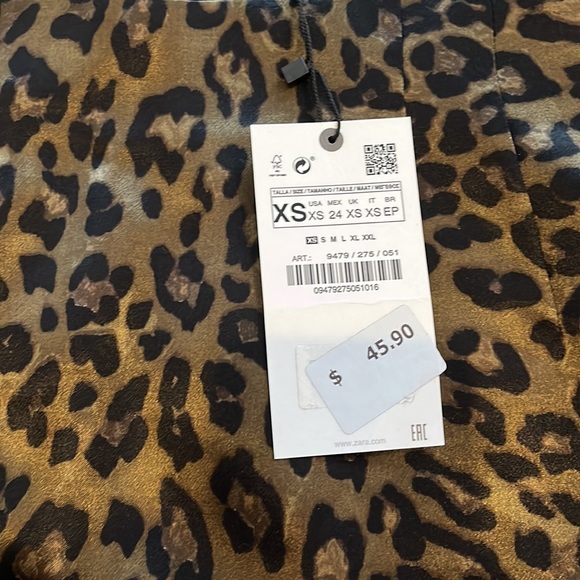 TALLA / SIZE / TAMANHO / TAILLE / MAAT / MIEŚCE
XS
USA MEX UK IT BR
XS 24 XS XS EP
XS S M L XL XXL
ART.: 9479 / 275 / 051
09479275051016
$ 45.90
www.zara.com
EAC